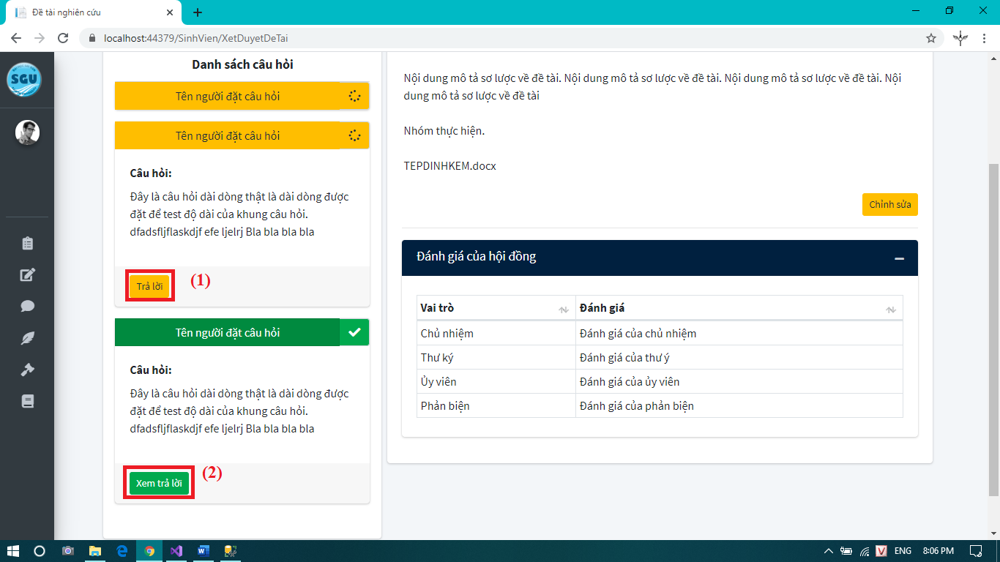 Đề tài nghiên cứu
localhost:44379/SinhVien/XetDuyetDeTai
SGU
Danh sách câu hỏi
Tên người đặt câu hỏi
Tên người đặt câu hỏi
Câu hỏi:
Đây là câu hỏi dài dòng thật là dài dòng được
đặt để test độ dài của khung câu hỏi.
dfadsfljflaskdjf efe ljelrj Bla bla bla bla
Trả lời
(1)
Tên người đặt câu hỏi
Câu hỏi:
Đây là câu hỏi dài dòng thật là dài dòng được
đặt để test độ dài của khung câu hỏi.
dfadsfljflaskdjf efe ljelrj Bla bla bla bla
Xem trả lời
(2)
Nội dung mô tả sơ lược về đề tài. Nội dung mô tả sơ lược về đề tài. Nội dung mô tả sơ lược về đề tài. Nội
dung mô tả sơ lược về đề tài
Nhóm thực hiện.
TEPDINHKEM.docx
Chỉnh sửa
Đánh giá của hội đồng
Vai trò Đánh giá
Chủ nhiệm Đánh giá của chủ nhiệm
Thư ký Đánh giá của thư ý
Ủy viên Đánh giá của ủy viên
Phản biện Đánh giá của phản biện
ENG 8:06 PM